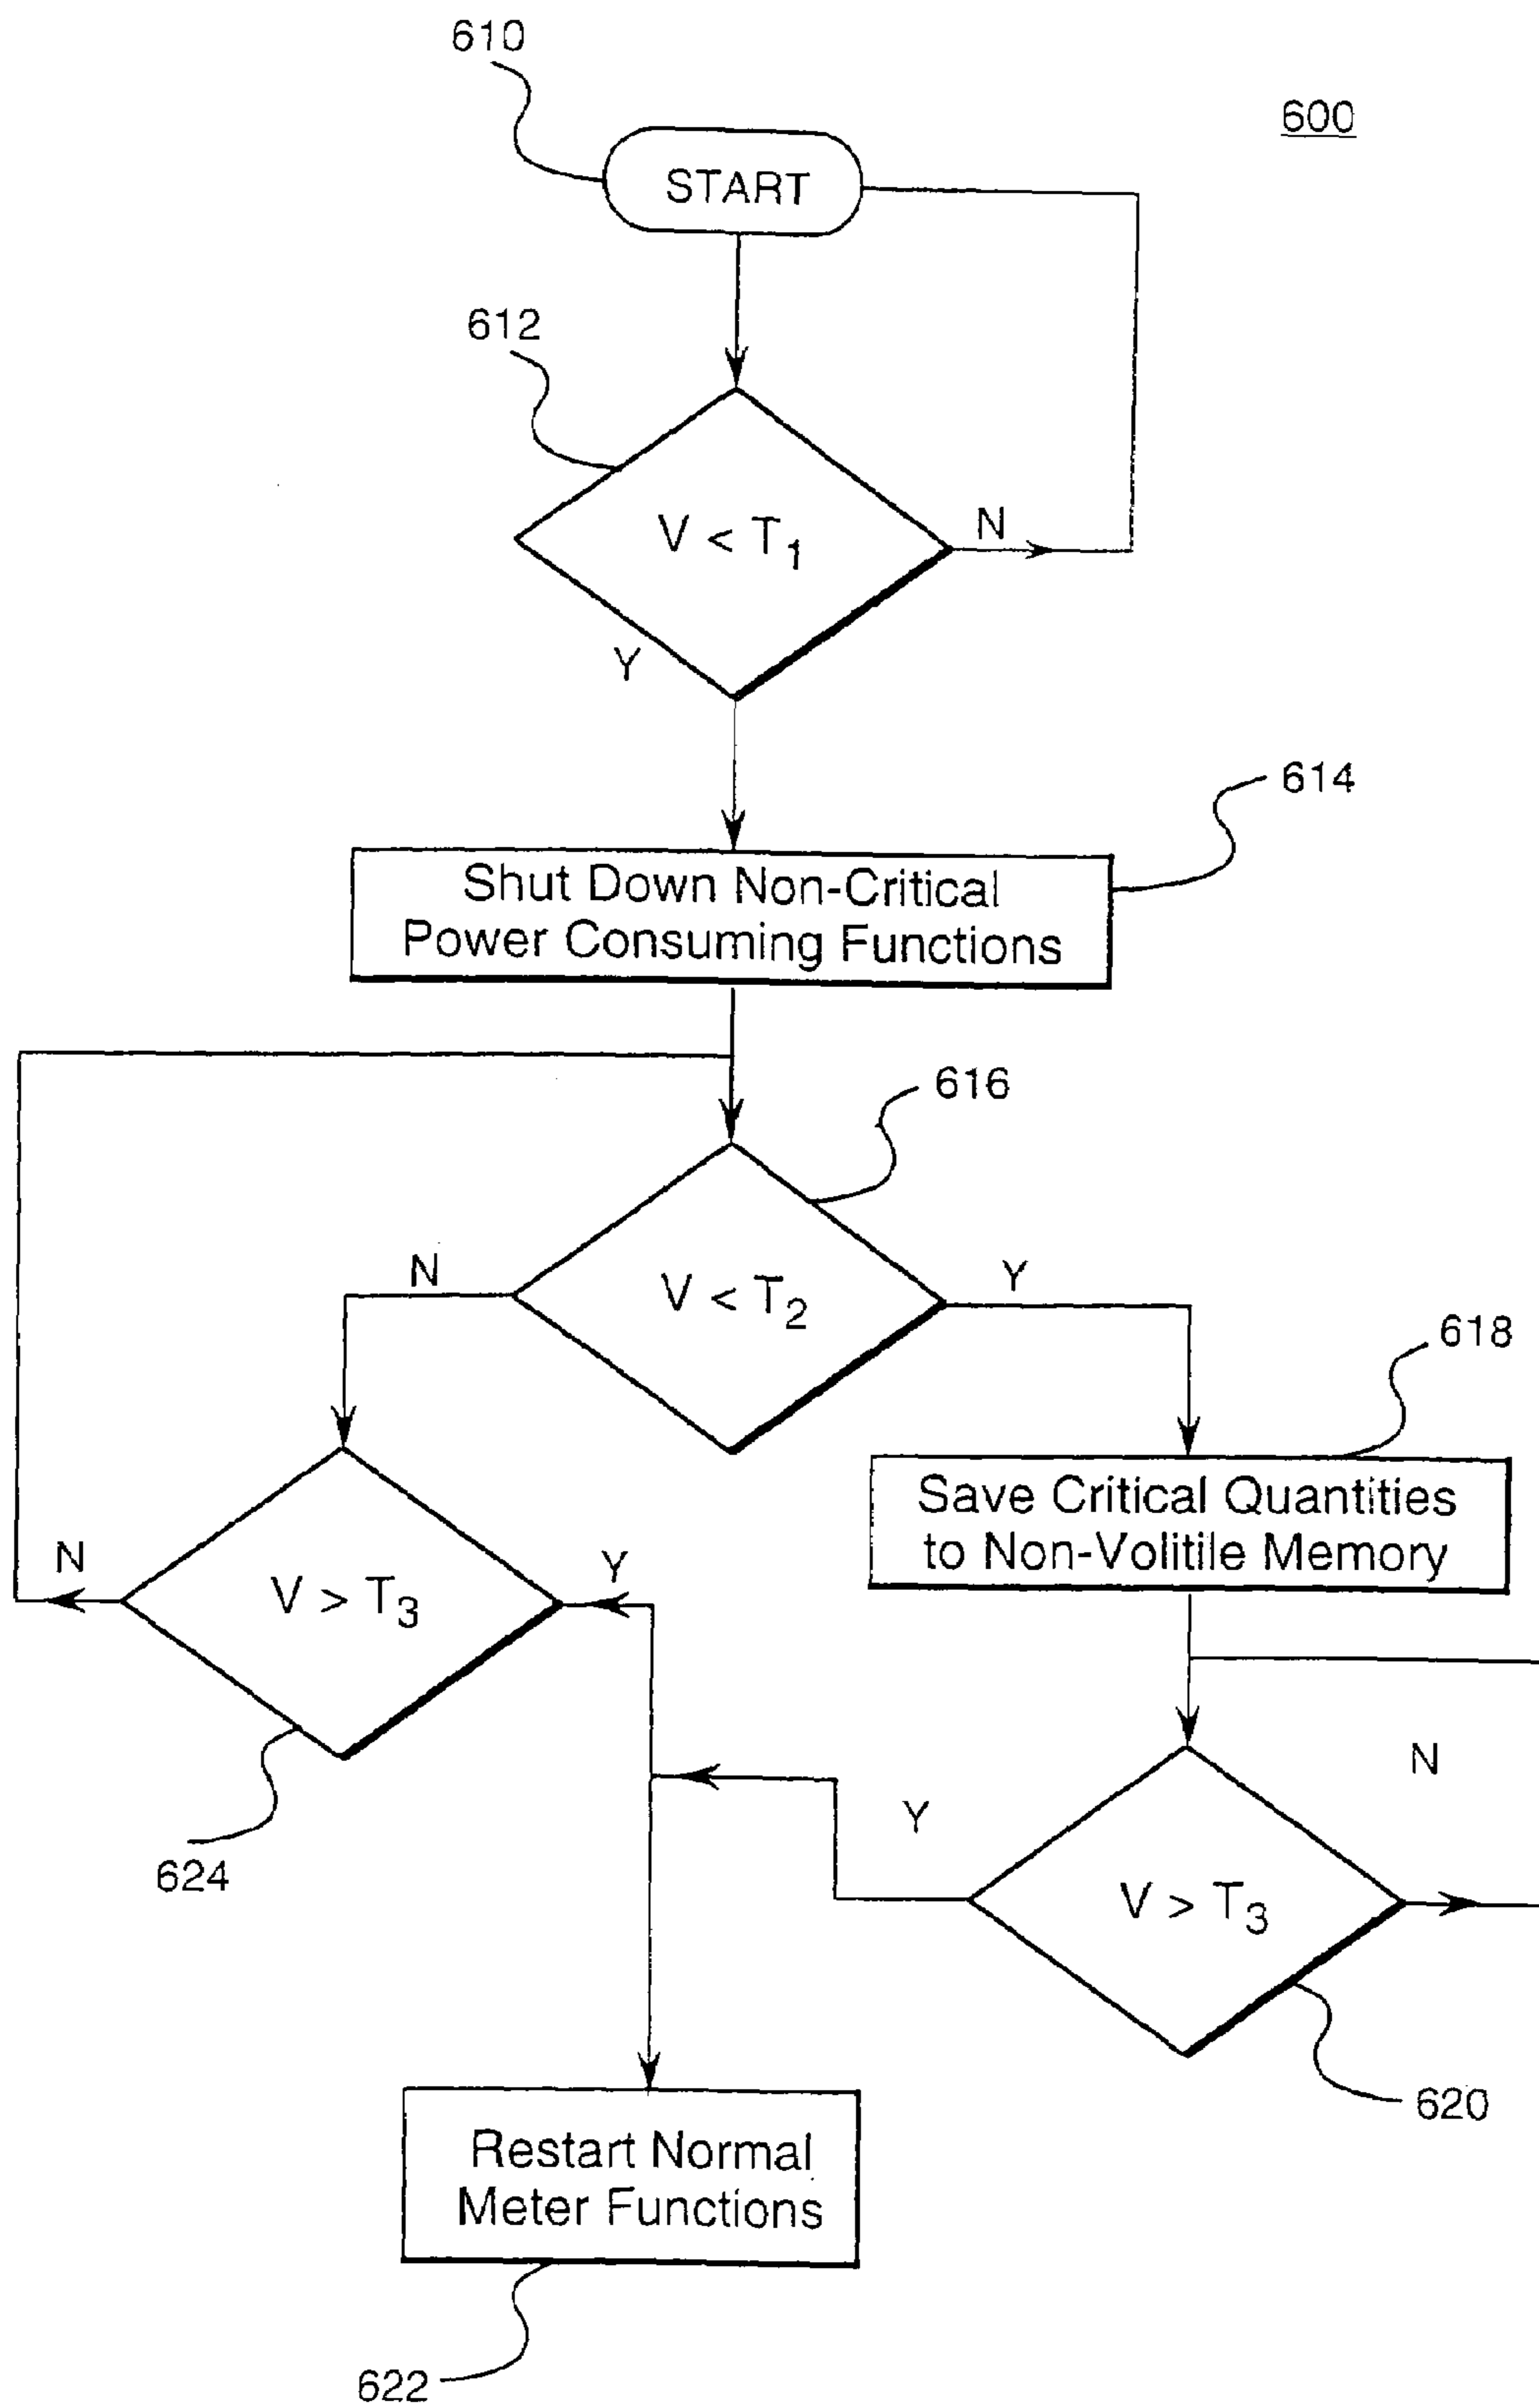 610
600
START
612
V < T1
N
Y
614
Shut Down Non-Critical
Power Consuming Functions
616
N
V < T2
Y
618
Save Critical Quantities
to Non-Volitile Memory
N
V > T3
Y
N
Y
624
V > T3
620
Restart Normal
Meter Functions
622